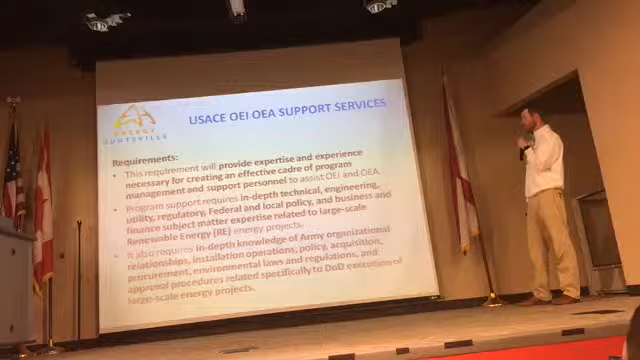 ENERGY
HUNTSVILLE
USACE OEI OEA SUPPORT SERVICES
Requirements:
• This requirement will provide expertise and experience
necessary for creating an effective cadre of program
management and support personnel to assist OEI and OEA.
• Program support requires in-depth technical, engineering,
utility, regulatory, Federal and local policy, and business and
finance subject matter expertise related to large-scale
Renewable Energy (RE) energy projects.
• It also requires in-depth knowledge of Army organizational
relationships, installation operations, policy, acquisition,
procurement, environmental laws and regulations, and
approval procedures related specifically to DoD execution of
large-scale energy projects.